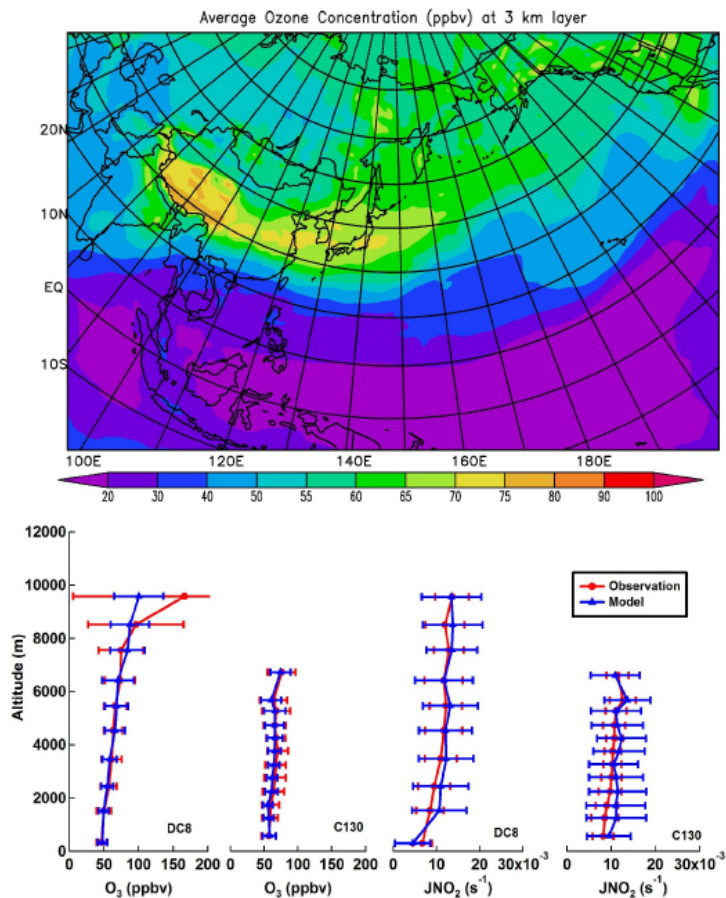 Average Ozone Concentration (ppbv) at 3 km layer
20N
10N
EQ
10S
100E 120E 140E 160E 180E
20 30 40 50 55 60 65 70 75 80 90 100
12000
10000
8000
6000
4000
2000
0
Altitude (m)
Observation
Model
DC8 C130 DC8 C130
0 50 100 150 200 0 50 100 150 200 0 10 20 30x10⁻³ 0 10 20 30x10⁻³
O₃ (ppbv) O₃ (ppbv) JNO₂ (s⁻¹) JNO₂ (s⁻¹)